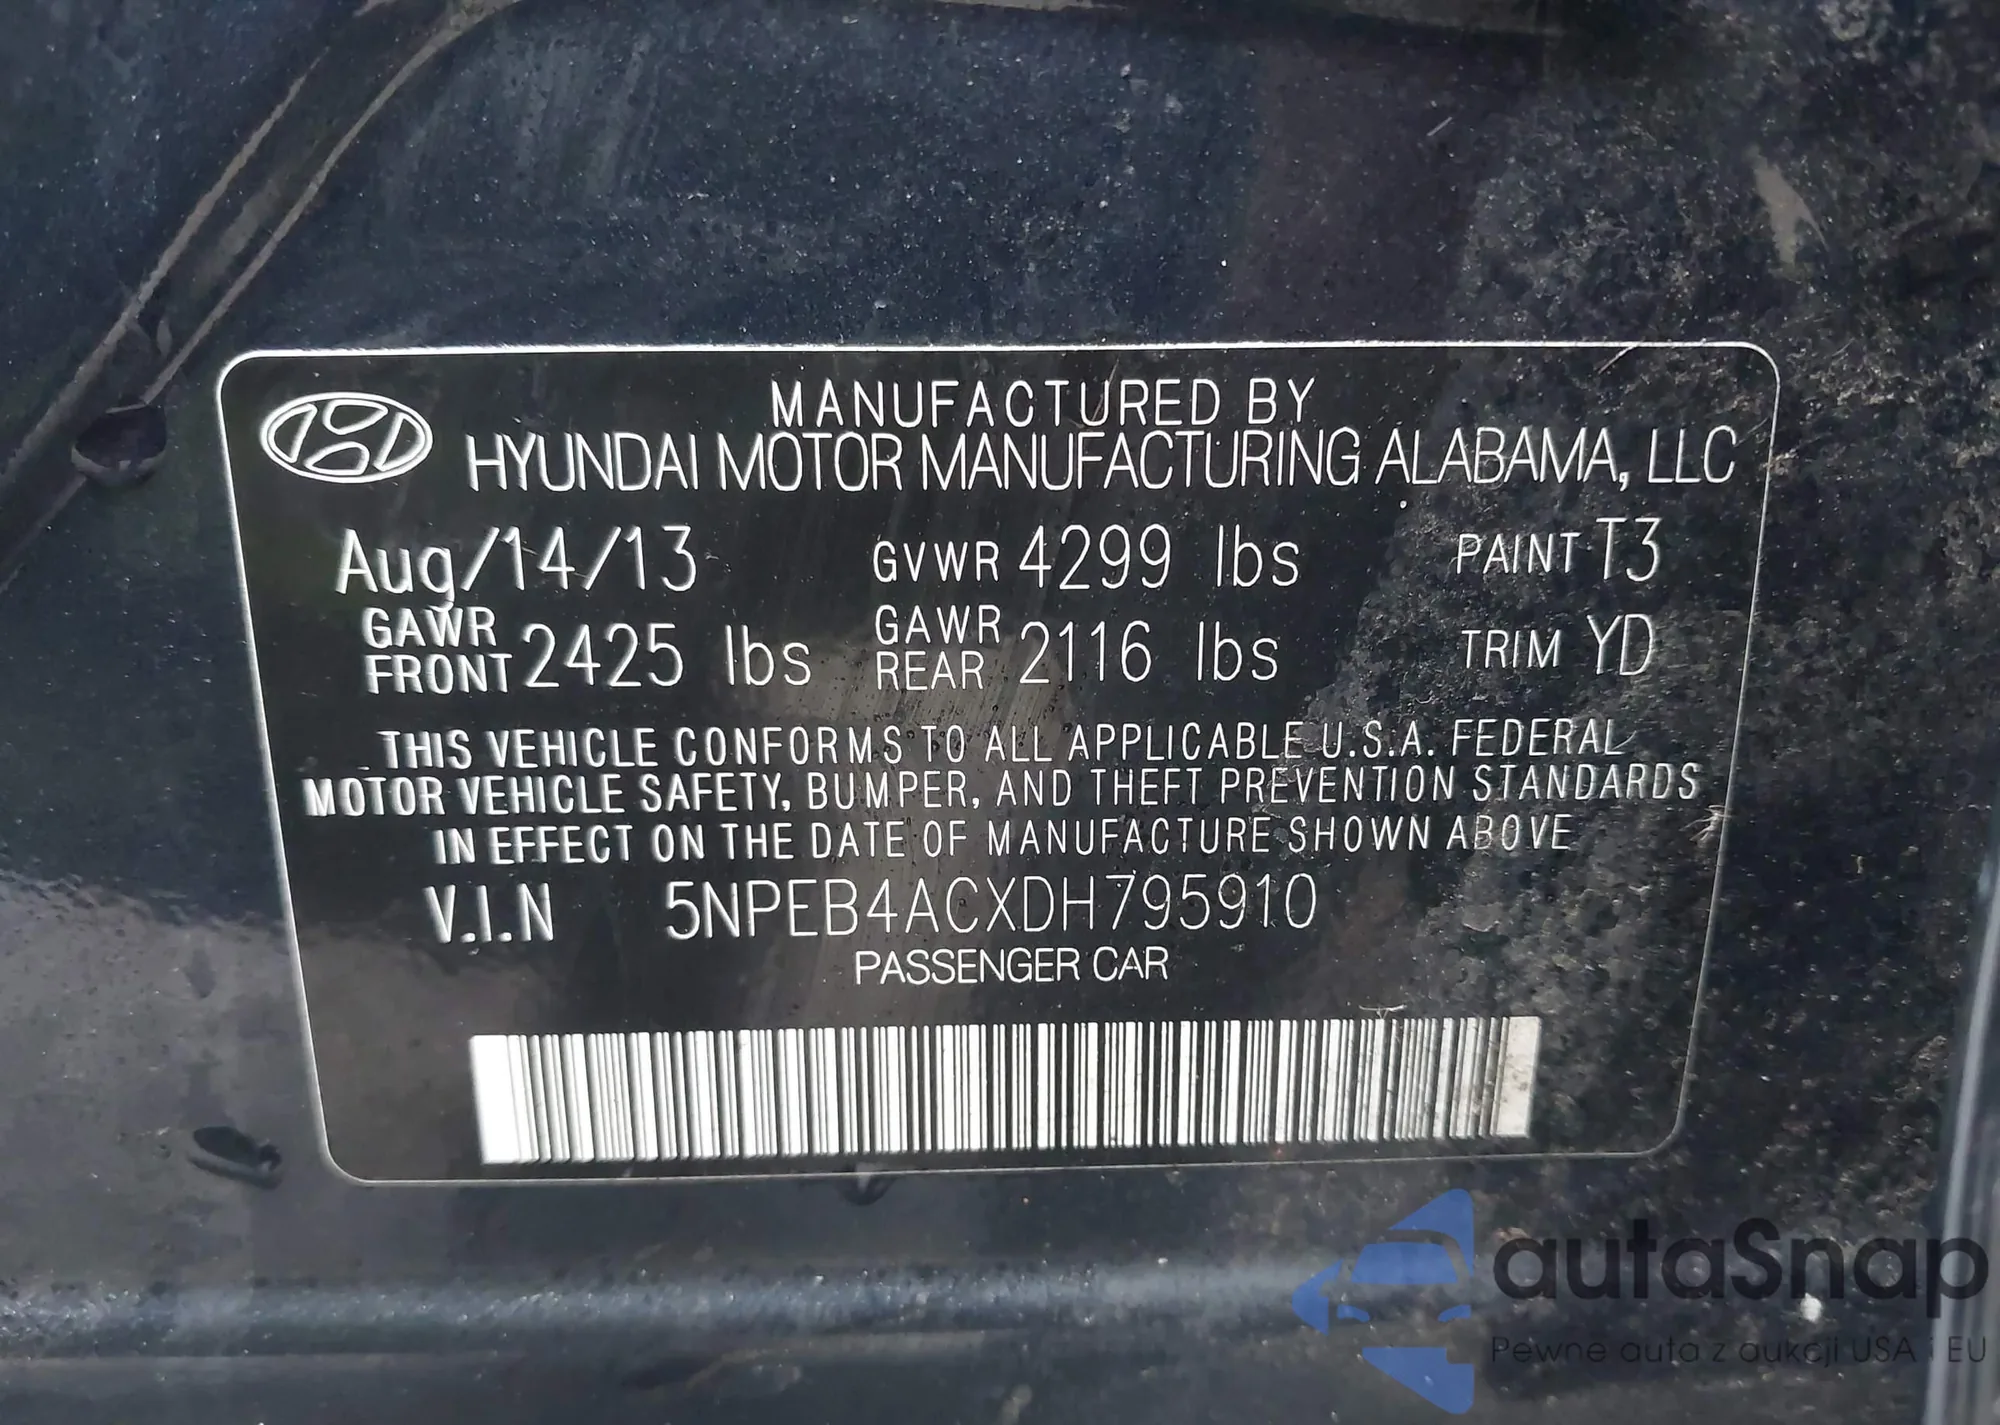 MANUFACTURED BY
HYUNDAI MOTOR MANUFACTURING ALABAMA, LLC
Aug/14/13 GVWR 4299 lbs PAINT T3
GAWR FRONT 2425 lbs GAWR REAR 2116 lbs TRIM YD
THIS VEHICLE CONFORMS TO ALL APPLICABLE U.S.A. FEDERAL
MOTOR VEHICLE SAFETY, BUMPER, AND THEFT PREVENTION STANDARDS
IN EFFECT ON THE DATE OF MANUFACTURE SHOWN ABOVE
V.I.N 5NPEB4ACXDH795910
PASSENGER CAR
autaSnap
Pewne auta z aukcji USA i EU